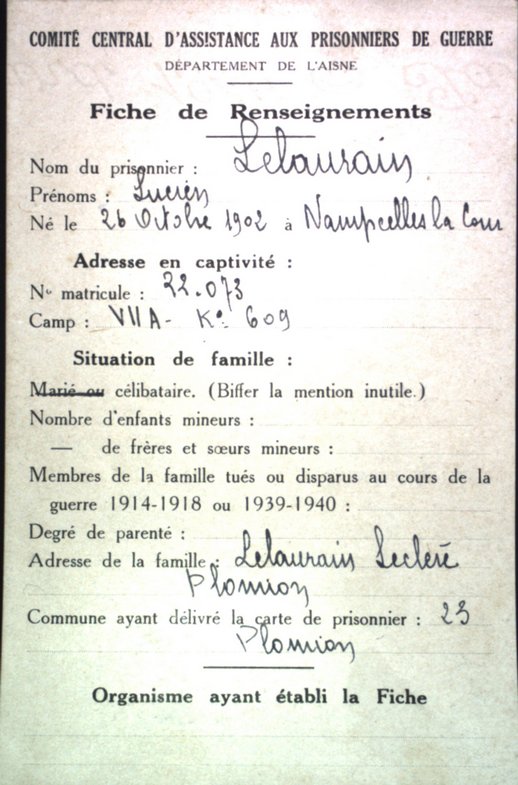 COMITÉ CENTRAL D'ASSISTANCE AUX PRISONNIERS DE GUERRE
DÉPARTEMENT DE L'AISNE
Fiche de Renseignements
Nom du prisonnier : Lelaurain
Prénoms : Lucien
Né le 26 Octobre 1902 à Nampcelles la Cour
Adresse en captivité :
No matricule : 22.073
Camp : VII A - Ko 609
Situation de famille :
Marié ou célibataire. (Biffer la mention inutile.)
Nombre d'enfants mineurs :
— de frères et sœurs mineurs :
Membres de la famille tués ou disparus au cours de la
guerre 1914-1918 ou 1939-1940 :
Degré de parenté :
Adresse de la famille : Lelaurain Lecleré
Plomion
Commune ayant délivré la carte de prisonnier : 23
Plomion
Organisme ayant établi la Fiche